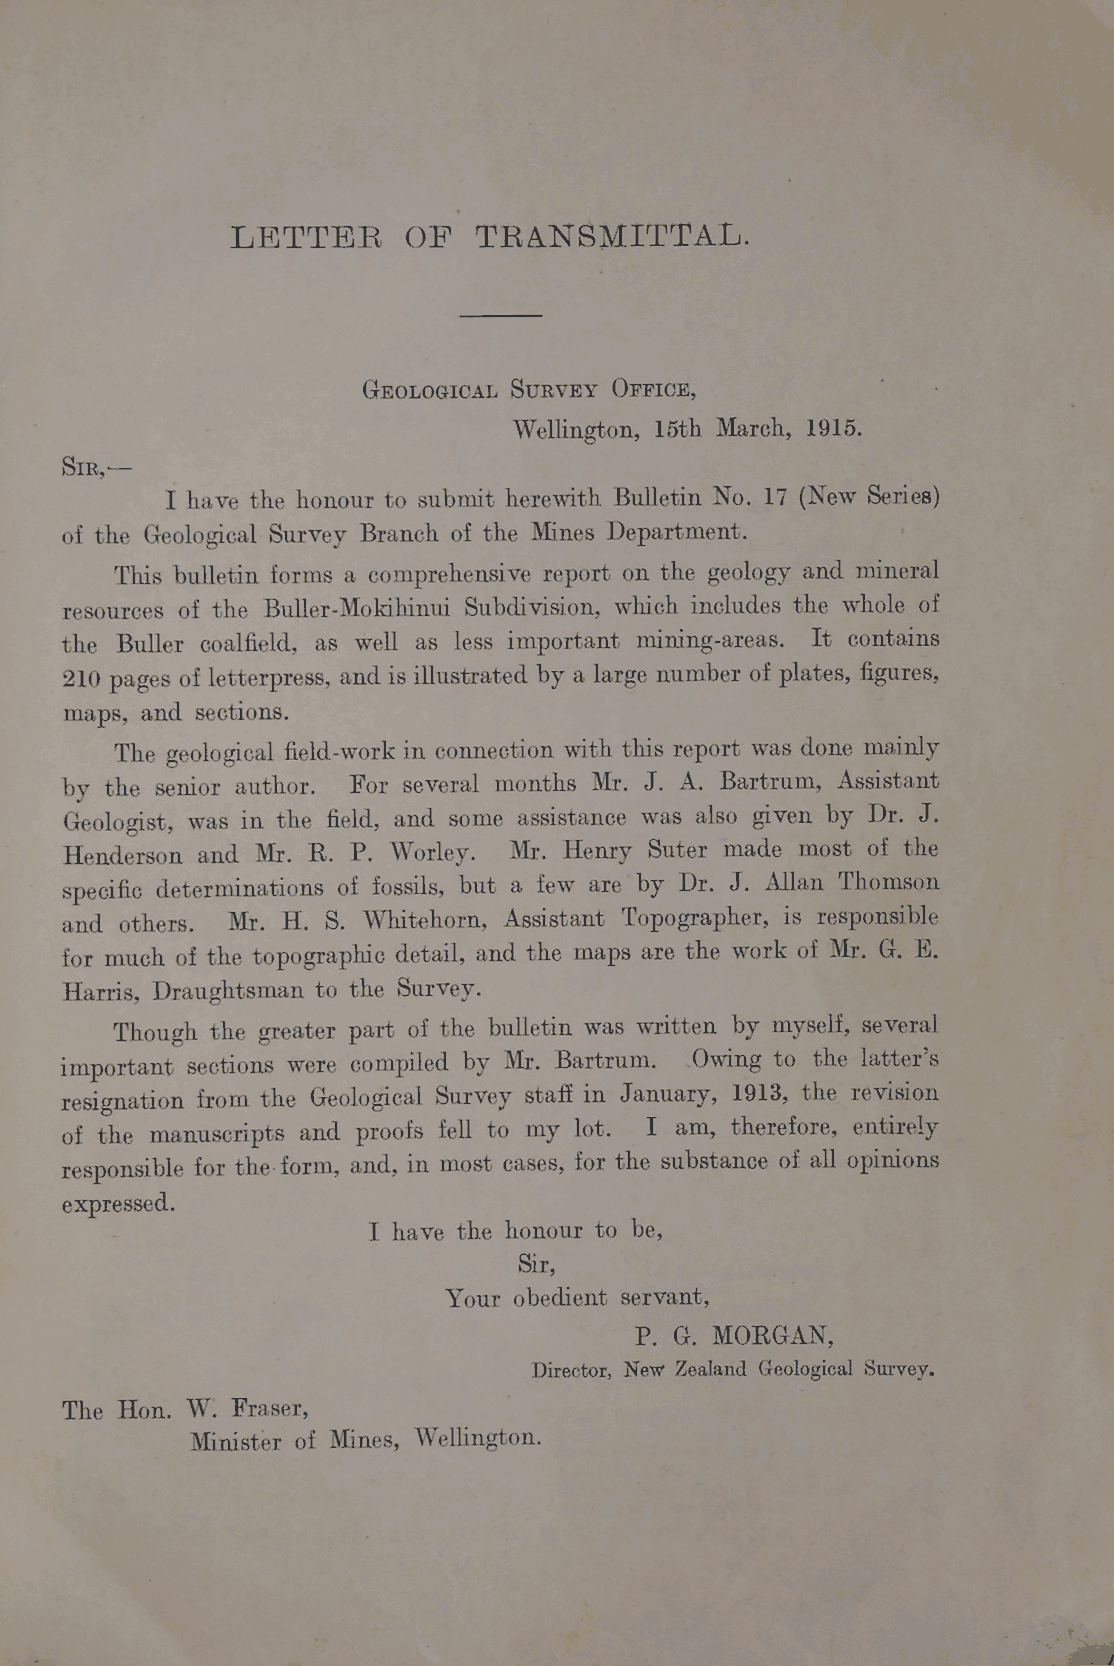 LETTER OF TRANSMITTAL.
GEOLOGICAL SURVEY OFFICE,
Wellington, 15th March, 1915.
SIR,—
I have the honour to submit herewith Bulletin No. 17 (New Series)
of the Geological Survey Branch of the Mines Department.
This bulletin forms a comprehensive report on the geology and mineral
resources of the Buller-Mokihinui Subdivision, which includes the whole of
the Buller coalfield, as well as less important mining-areas. It contains
210 pages of letterpress, and is illustrated by a large number of plates, figures,
maps, and sections.
The geological field-work in connection with this report was done mainly
by the senior author. For several months Mr. J. A. Bartrum, Assistant
Geologist, was in the field, and some assistance was also given by Dr. J.
Henderson and Mr. R. P. Worley. Mr. Henry Suter made most of the
specific determinations of fossils, but a few are by Dr. J. Allan Thomson
and others. Mr. H. S. Whitehorn, Assistant Topographer, is responsible
for much of the topographic detail, and the maps are the work of Mr. G. E.
Harris, Draughtsman to the Survey.
Though the greater part of the bulletin was written by myself, several
important sections were compiled by Mr. Bartrum. Owing to the latter's
resignation from the Geological Survey staff in January, 1913, the revision
of the manuscripts and proofs fell to my lot. I am, therefore, entirely
responsible for the form, and, in most cases, for the substance of all opinions
expressed.
I have the honour to be,
Sir,
Your obedient servant,
P. G. MORGAN,
Director, New Zealand Geological Survey.
The Hon. W. Fraser,
Minister of Mines, Wellington.